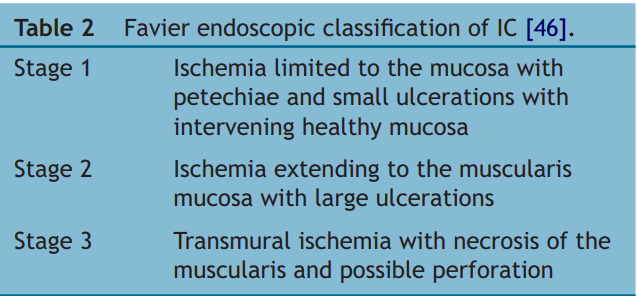 Table 2 Favier endoscopic classification of IC [46].
Stage 1 Ischemia limited to the mucosa with
petechiae and small ulcerations with
intervening healthy mucosa
Stage 2 Ischemia extending to the muscularis
mucosa with large ulcerations
Stage 3 Transmural ischemia with necrosis of the
muscularis and possible perforation